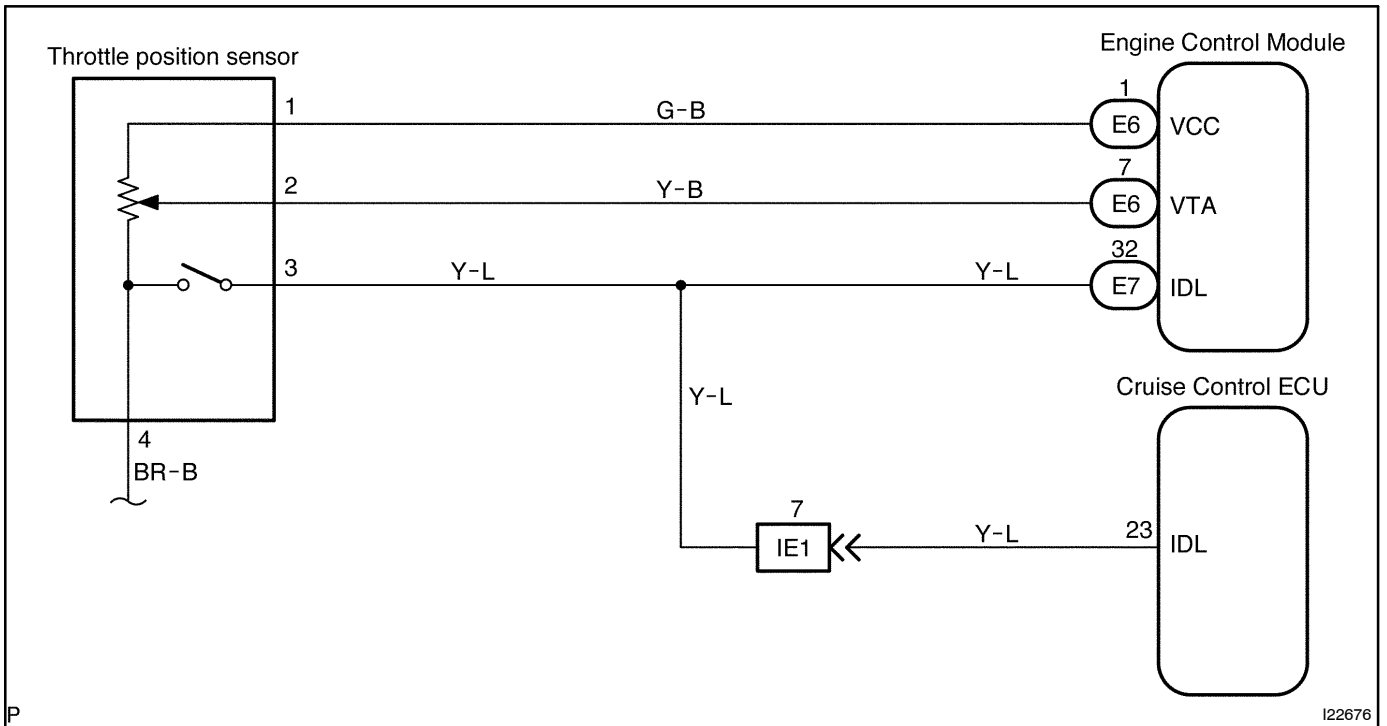 Engine Control Module
Throttle position sensor
1
G-B
1
E6
VCC
2
Y-B
7
E6
VTA
3
Y-L
Y-L
32
E7
IDL
Y-L
Cruise Control ECU
4
BR-B
7
IE1
Y-L
23
IDL
P
I22676